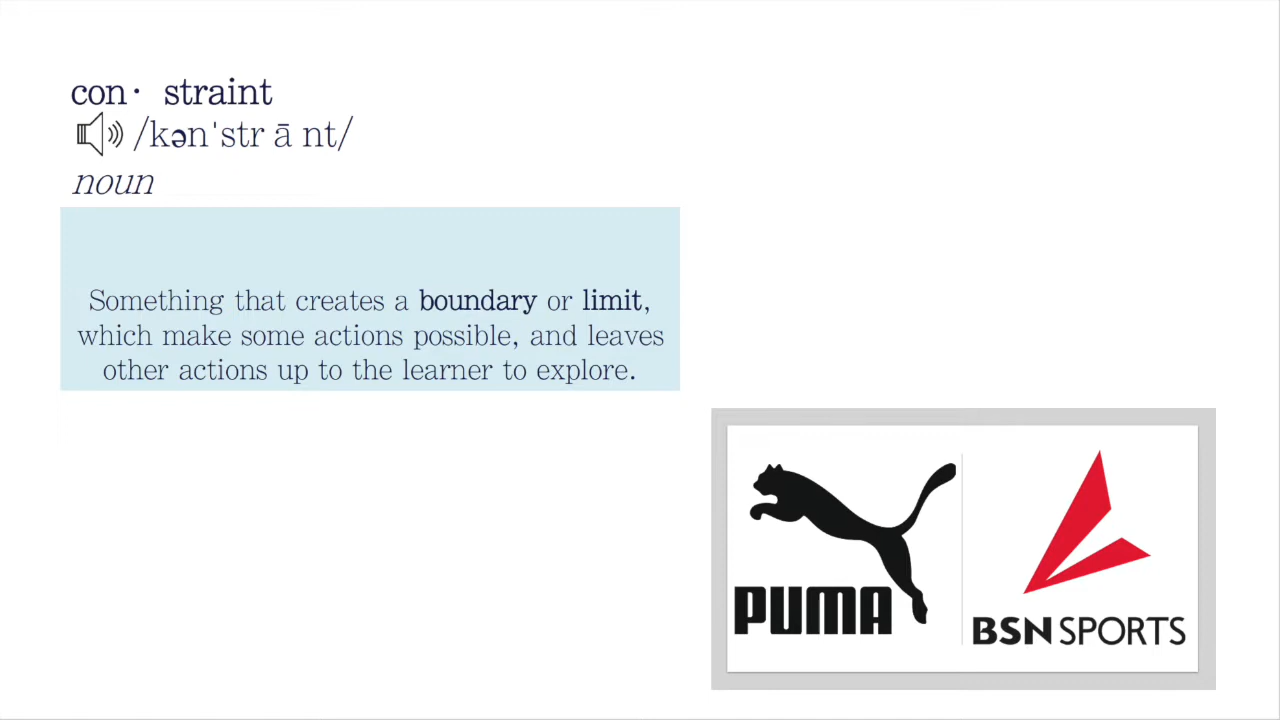 con· straint
/kənˈstr ā nt/
noun
Something that creates a boundary or limit,
which make some actions possible, and leaves
other actions up to the learner to explore.
PUMA
BSN SPORTS